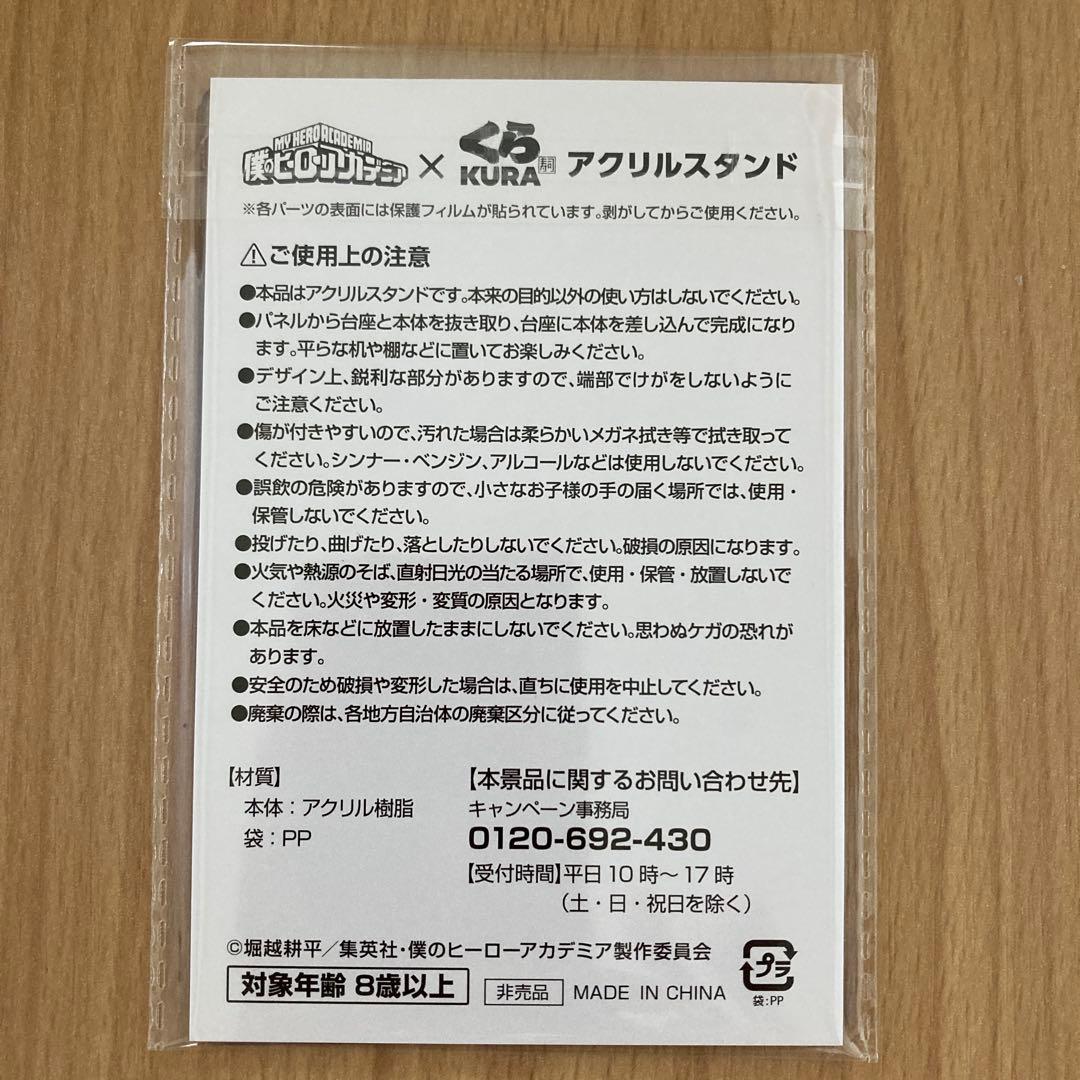 MY HERO ACADEMIA
僕のヒーローアカデミア × くら寿司 KURA アクリルスタンド
※各パーツの表面には保護フィルムが貼られています。剥がしてからご使用ください。
⚠ご使用上の注意
●本品はアクリルスタンドです。本来の目的以外の使い方はしないでください。
●パネルから台座と本体を抜き取り、台座に本体を差し込んで完成になり
ます。平らな机や棚などに置いてお楽しみください。
●デザイン上、鋭利な部分がありますので、端部でけがをしないように
ご注意ください。
●傷が付きやすいので、汚れた場合は柔らかいメガネ拭き等で拭き取って
ください。シンナー・ベンジン、アルコールなどは使用しないでください。
●誤飲の危険がありますので、小さなお子様の手の届く場所では、使用・
保管しないでください。
●投げたり、曲げたり、落としたりしないでください。破損の原因になります。
●火気や熱源のそば、直射日光の当たる場所で、使用・保管・放置しないで
ください。火災や変形・変質の原因となります。
●本品を床などに放置したままにしないでください。思わぬケガの恐れが
あります。
●安全のため破損や変形した場合は、直ちに使用を中止してください。
●廃棄の際は、各地方自治体の廃棄区分に従ってください。
【材質】
本体：アクリル樹脂
袋：PP
【本景品に関するお問い合わせ先】
キャンペーン事務局
0120-692-430
【受付時間】平日10時～17時
（土・日・祝日を除く）
©堀越耕平／集英社・僕のヒーローアカデミア製作委員会
対象年齢 8歳以上
非売品 MADE IN CHINA
プラ
袋:PP